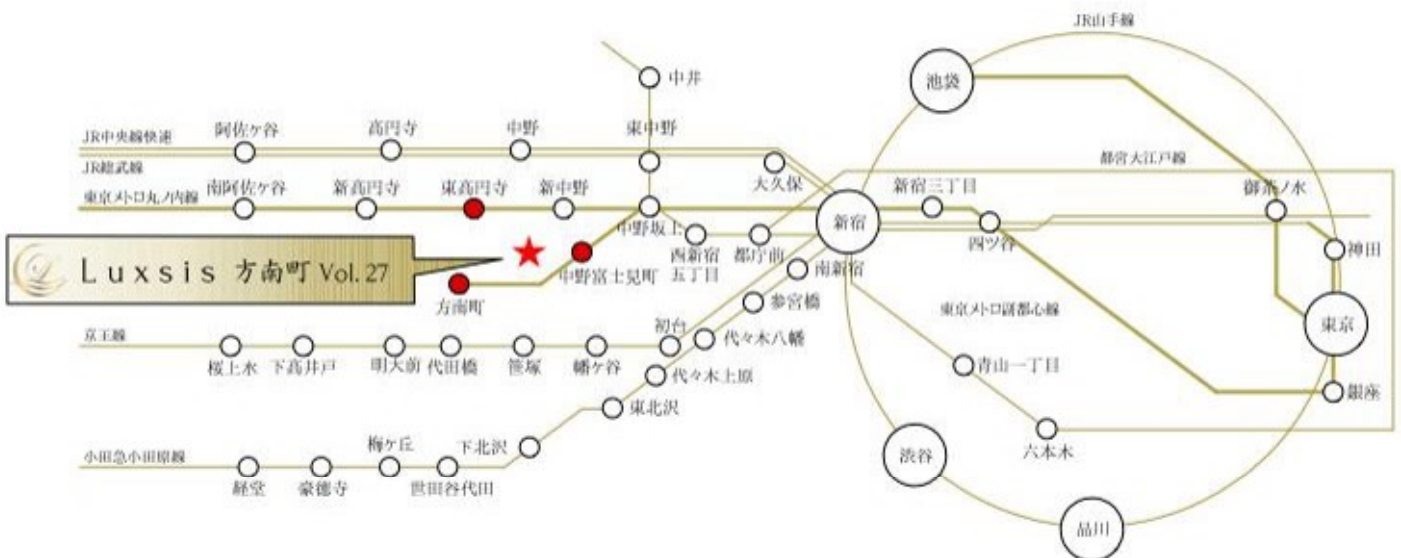 JR山手線
池袋
中井
JR中央線快速
阿佐ヶ谷
高円寺
中野
東中野
JR総武線
大久保
都営大江戸線
東京メトロ丸ノ内線
南阿佐ヶ谷
新高円寺
東高円寺
新中野
新宿三丁目
御茶ノ水
中野坂上
新宿
四ツ谷
西新宿
五丁目
都庁前
神田
Luxsis 方南町 Vol. 27
中野富士見町
南新宿
方南町
参宮橋
東京メトロ副都心線
東京
京王線
初台
代々木八幡
桜上水
下高井戸
明大前
代田橋
笹塚
幡ヶ谷
代々木上原
青山一丁目
銀座
東北沢
小田急小田原線
梅ヶ丘
下北沢
六本木
渋谷
経堂
豪徳寺
世田谷代田
品川